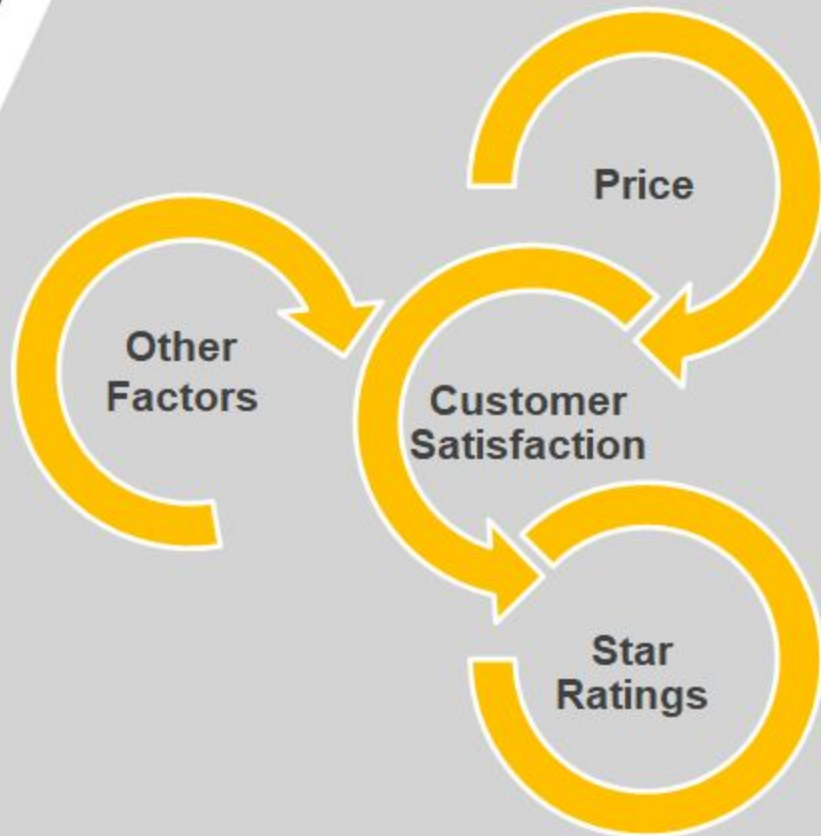 Price
Other
Factors
Customer
Satisfaction
Star
Ratings